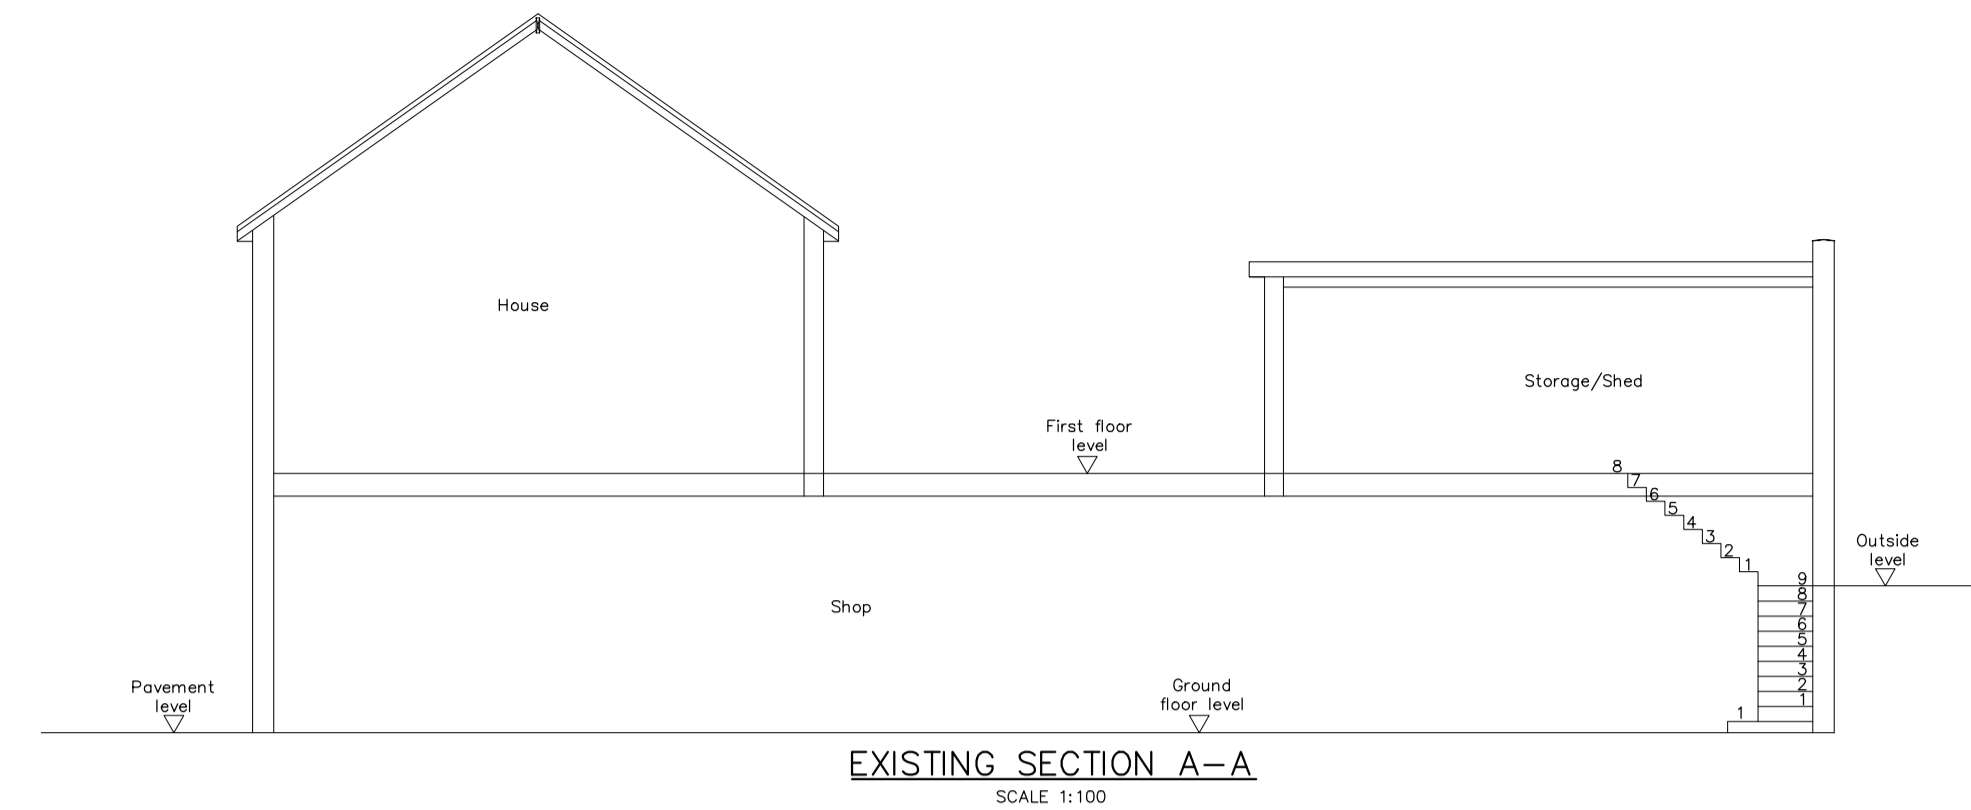 House
Storage/Shed
First floor
level
8
7
6
5
4
3
2
1
Outside
level
9
8
7
6
5
4
3
2
1
Shop
Pavement
level
Ground
floor level
1
EXISTING SECTION A-A
SCALE 1:100